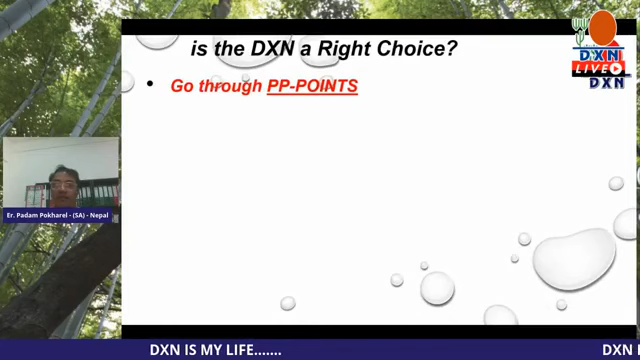 is the DXN a Right Choice?
• Go through PP-POINTS
DXN
LIVE
DXN
Er. Padam Pokharel - (SA) - Nepal
DXN IS MY LIFE.......
DXN